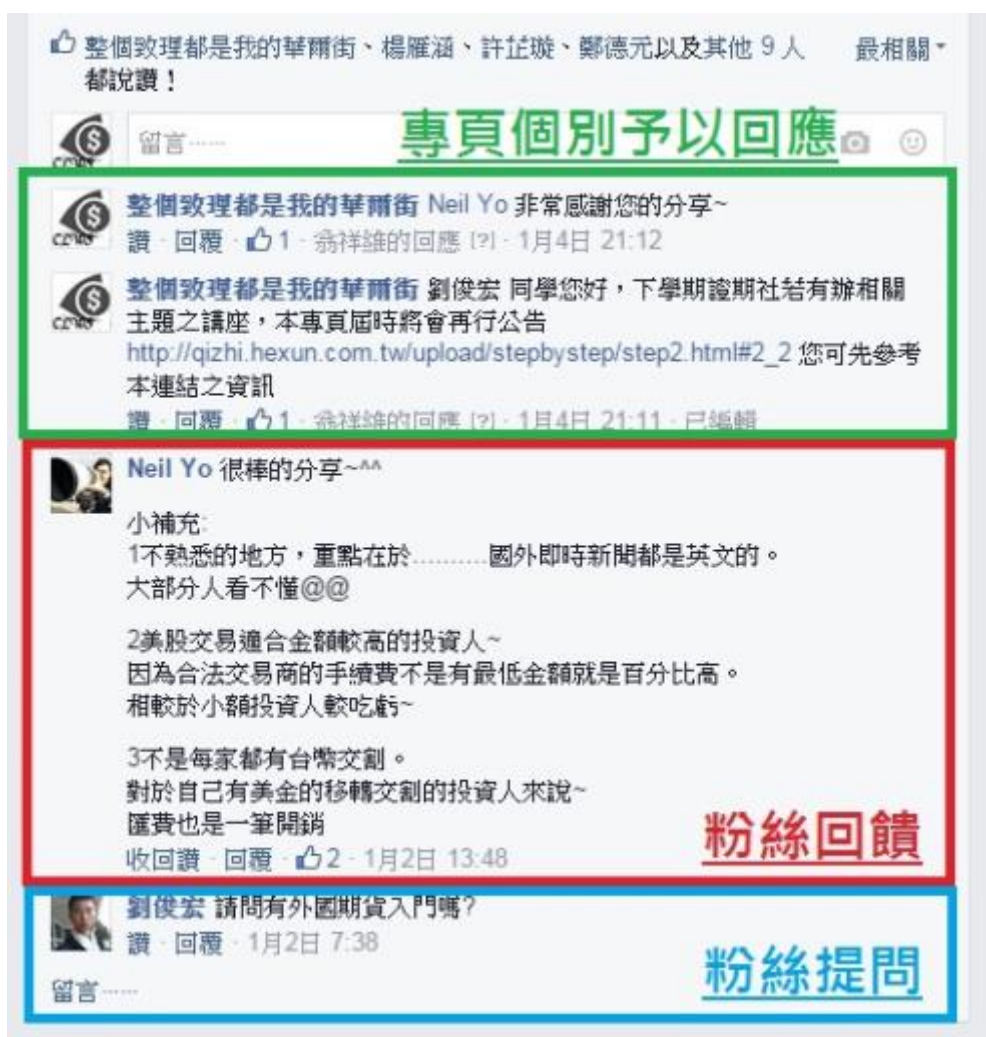 整個致理都是我的華爾街、楊雁涵、許芷璇、鄭德元以及其他 9 人 最相關
都說讚！
留言……
專頁個別予以回應
整個致理都是我的華爾街 Neil Yo 非常感謝您的分享~
讚 · 回覆 · 1 · 翁祥維的回應 [?] · 1月4日 21:12
整個致理都是我的華爾街 劉俊宏 同學您好，下學期證期社若有辦相關
主題之講座，本專頁屆時將會再行公告
http://qizhi.hexun.com.tw/upload/stepbystep/step2.html#2_2 您可先參考
本連結之資訊
讚 · 回覆 · 1 · 翁祥維的回應 [?] · 1月4日 21:11 · 已編輯
Neil Yo 很棒的分享~^^
小補充:
1不熟悉的地方，重點在於..........國外即時新聞都是英文的。
大部分人看不懂@@
2美股交易適合金額較高的投資人~
因為合法交易商的手續費不是有最低金額就是百分比高。
相較於小額投資人較吃虧~
3不是每家都有台幣交割。
對於自己有美金的移轉交割的投資人來說~
匯費也是一筆開銷
收回讚 · 回覆 · 2 · 1月2日 13:48
粉絲回饋
劉俊宏 請問有外國期貨入門嗎?
讚 · 回覆 · 1月2日 7:38
粉絲提問
留言……